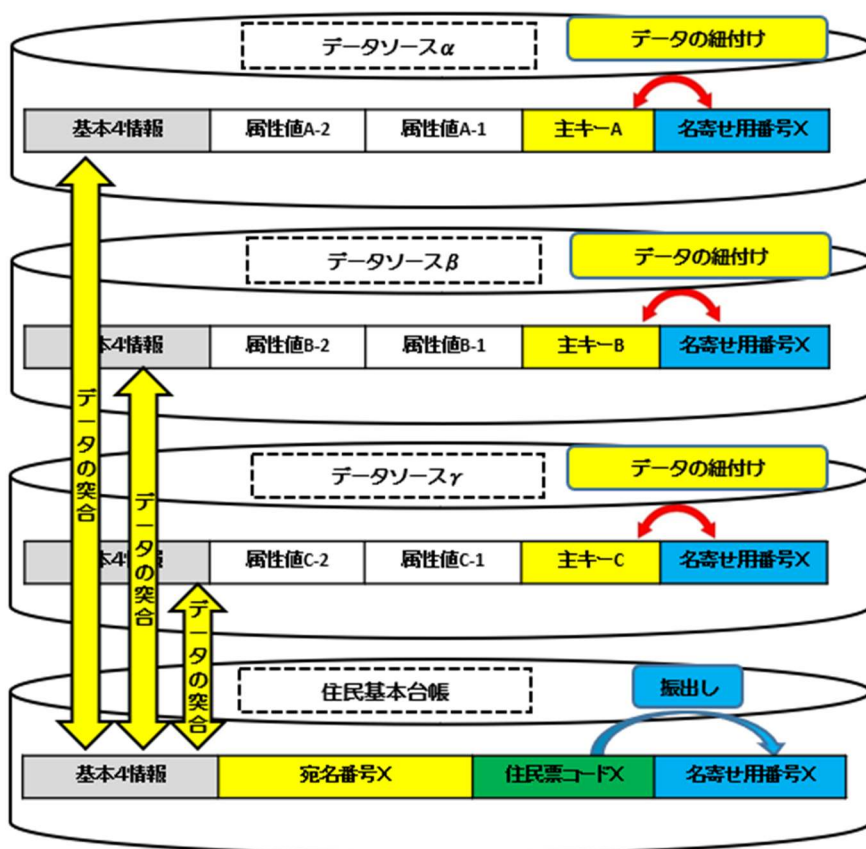 データソースα
データの紐付け
基本4情報
属性値A-2
属性値A-1
主キーA
名寄せ用番号X
データソースβ
データの紐付け
基本4情報
属性値B-2
属性値B-1
主キーB
名寄せ用番号X
データソースγ
データの紐付け
基本4情報
属性値C-2
属性値C-1
主キーC
名寄せ用番号X
データの突合
データの突合
データの突合
住民基本台帳
振出し
基本4情報
宛名番号X
住民票コードX
名寄せ用番号X